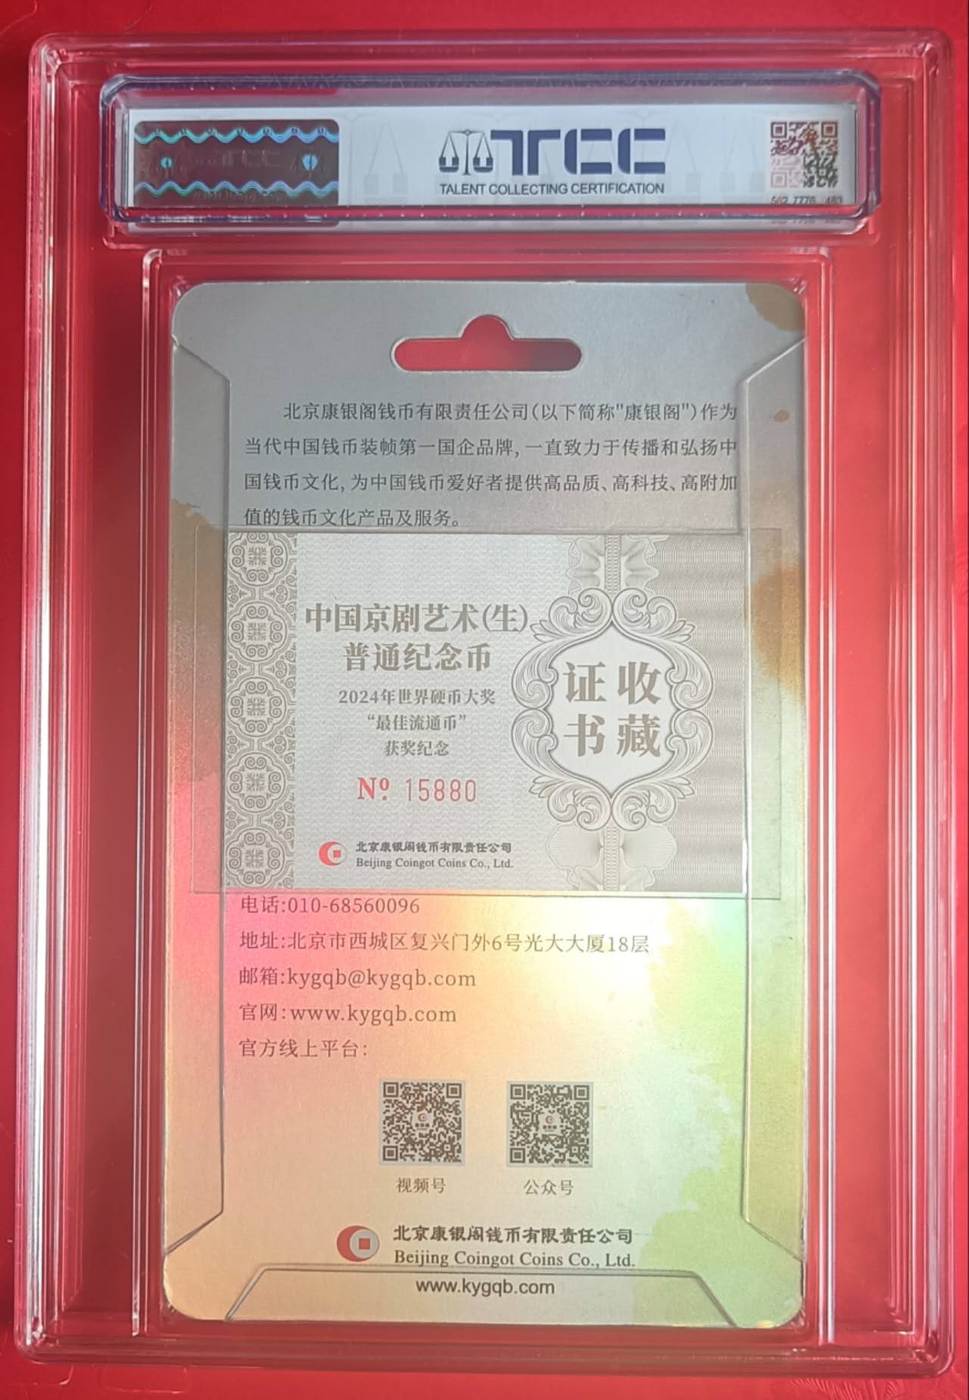 TCC
TALENT COLLECTING CERTIFICATION
北京康银阁钱币有限责任公司(以下简称"康银阁")作为
当代中国钱币装帧第一国企品牌,一直致力于传播和弘扬中
国钱币文化,为中国钱币爱好者提供高品质、高科技、高附加
值的钱币文化产品及服务。
中国京剧艺术(生)
普通纪念币
2024年世界硬币大奖
“最佳流通币”
获奖纪念
Nº 15880
北京康银阁钱币有限责任公司
Beijing Coingot Coins Co., Ltd.
证收
书藏
电话:010-68560096
地址:北京市西城区复兴门外6号光大大厦18层
邮箱:kygqb@kygqb.com
官网:www.kygqb.com
官方线上平台:
视频号
公众号
北京康银阁钱币有限责任公司
Beijing Coingot Coins Co., Ltd.
www.kygqb.com